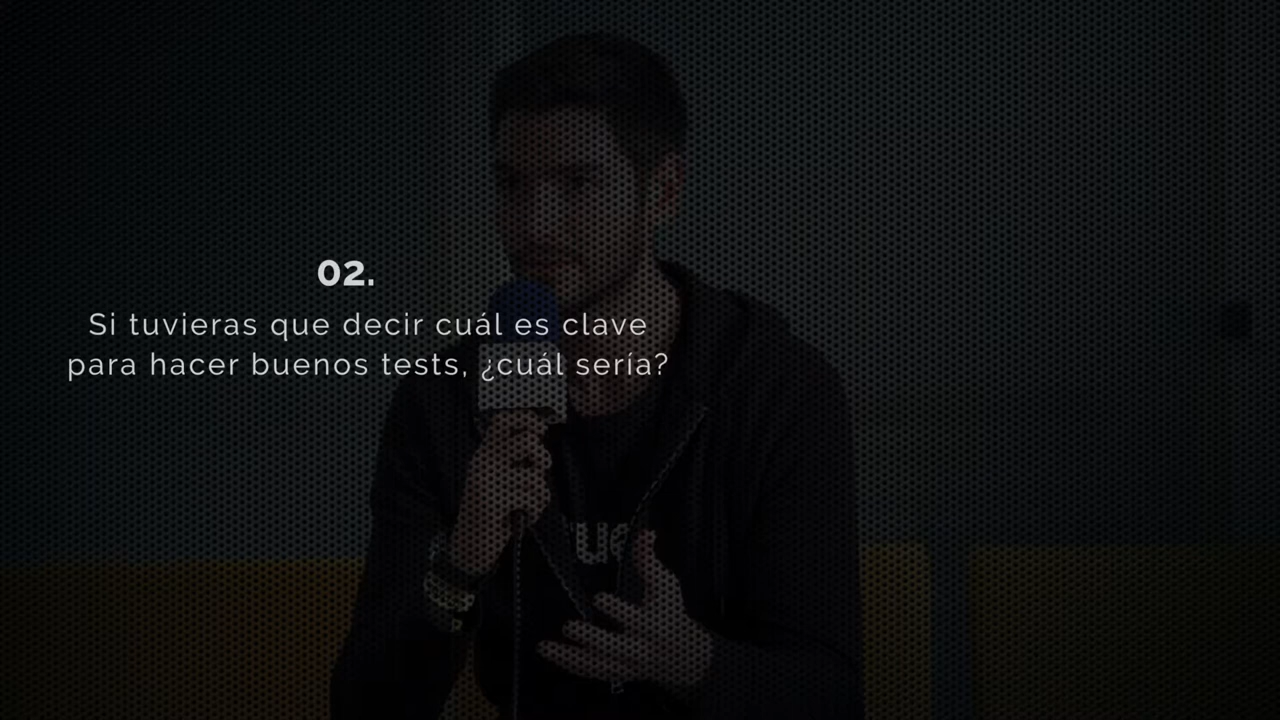 02.
Si tuvieras que decir cuál es clave
para hacer buenos tests, ¿cuál sería?